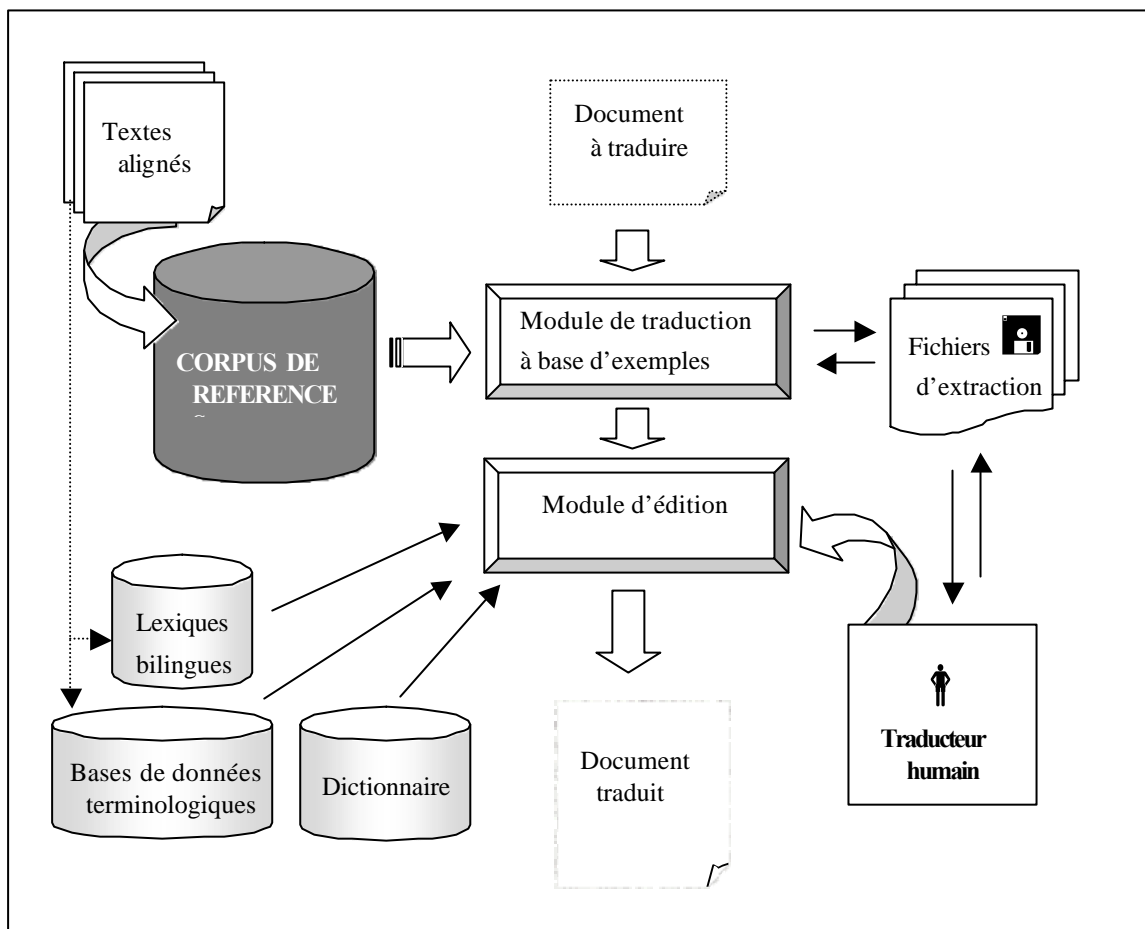 Textes
alignés
Document
à traduire
CORPUS DE
REFERENCE
~
Module de traduction
à base d’exemples
Fichiers
d’extraction
Module d’édition
Lexiques
bilingues
Bases de données
terminologiques
Dictionnaire
Document
traduit
Traducteur
humain